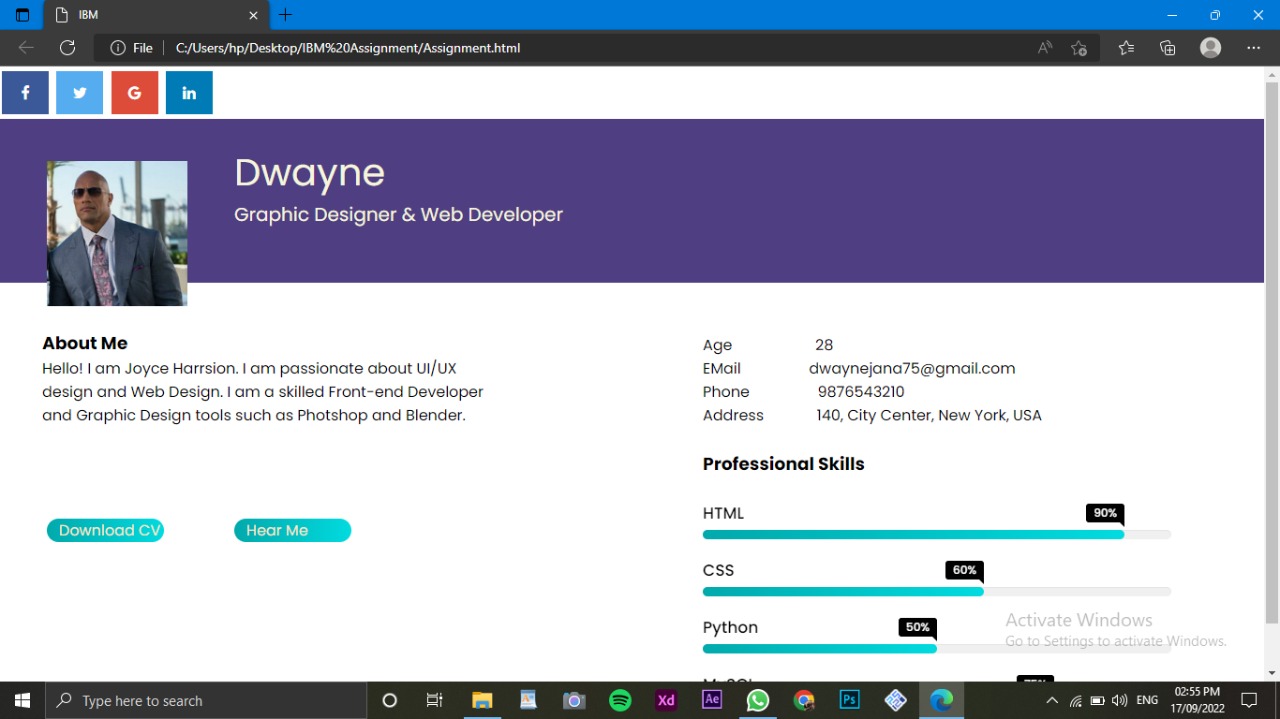 IBM
File
C:/Users/hp/Desktop/IBM%20Assignment/Assignment.html
f
G
in
Dwayne
Graphic Designer & Web Developer
About Me
Hello! I am Joyce Harrsion. I am passionate about UI/UX
design and Web Design. I am a skilled Front-end Developer
and Graphic Design tools such as Photshop and Blender.
Download CV
Hear Me
Age 28
EMail dwaynejana75@gmail.com
Phone 9876543210
Address 140, City Center, New York, USA
Professional Skills
HTML 90%
CSS 60%
Python 50%
Activate Windows
Go to Settings to activate Windows.
Type here to search
Xd
Ae
Ps
ENG
02:55 PM
17/09/2022